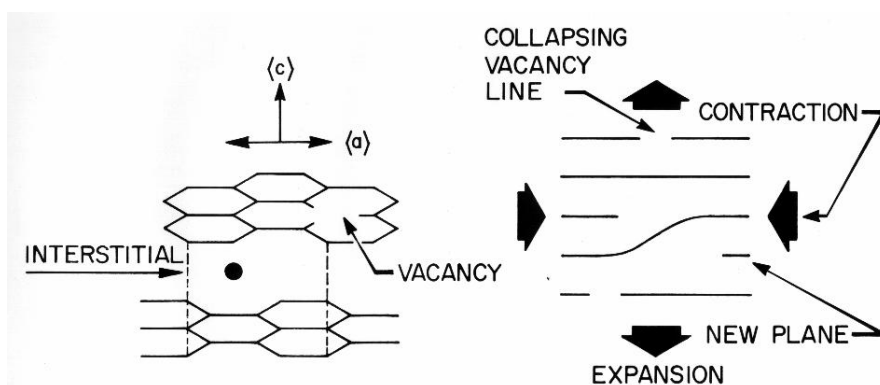 ⟨c⟩
⟨a⟩
INTERSTITIAL
VACANCY
COLLAPSING
VACANCY
LINE
CONTRACTION
NEW PLANE
EXPANSION